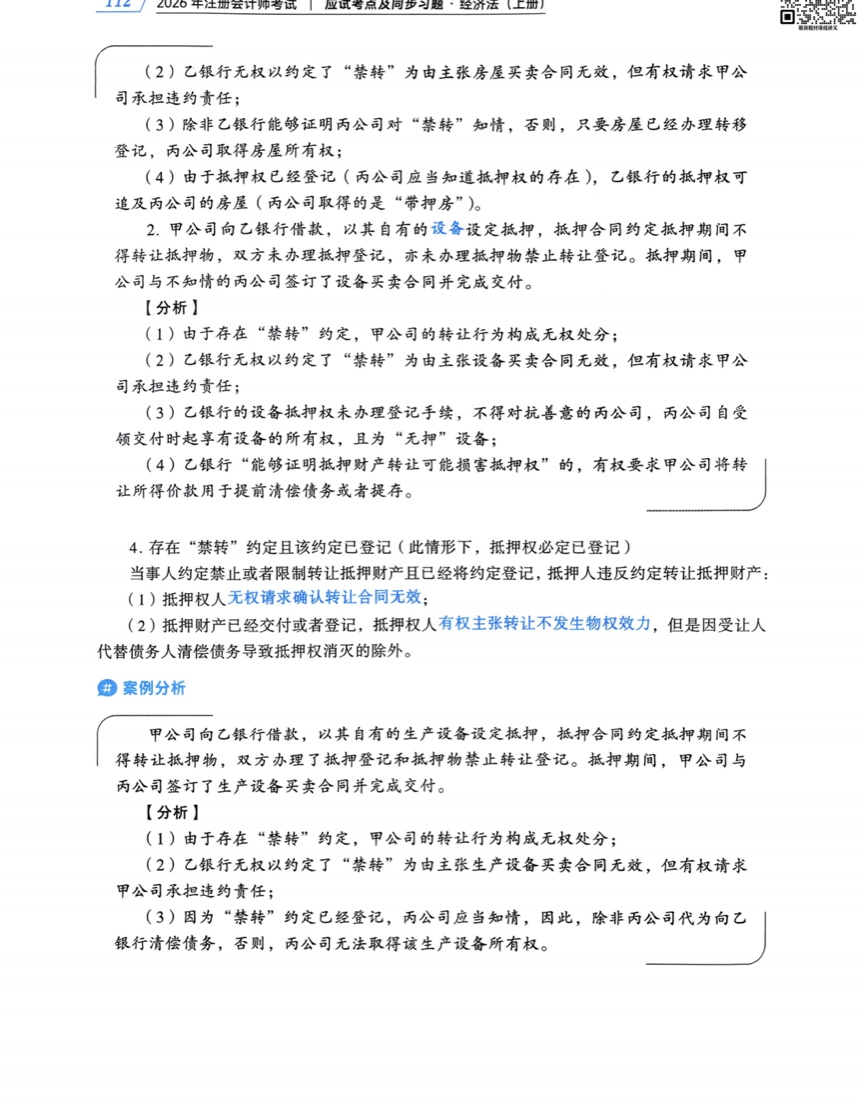 112 / 2026 年注册会计师考试 | 应试考点及同步习题·经济法（上册）
（2）乙银行无权以约定了“禁转”为由主张房屋买卖合同无效，但有权请求甲公
司承担违约责任；
（3）除非乙银行能够证明丙公司对“禁转”知情，否则，只要房屋已经办理转移
登记，丙公司取得房屋所有权；
（4）由于抵押权已经登记（丙公司应当知道抵押权的存在），乙银行的抵押权可
追及丙公司的房屋（丙公司取得的是“带押房”）。
2. 甲公司向乙银行借款，以其自有的设备设定抵押，抵押合同约定抵押期间不
得转让抵押物，双方未办理抵押登记，亦未办理抵押物禁止转让登记。抵押期间，甲
公司与不知情的丙公司签订了设备买卖合同并完成交付。
【分析】
（1）由于存在“禁转”约定，甲公司的转让行为构成无权处分；
（2）乙银行无权以约定了“禁转”为由主张设备买卖合同无效，但有权请求甲公
司承担违约责任；
（3）乙银行的设备抵押权未办理登记手续，不得对抗善意的丙公司，丙公司自受
领交付时起享有设备的所有权，且为“无押”设备；
（4）乙银行“能够证明抵押财产转让可能损害抵押权”的，有权要求甲公司将转
让所得价款用于提前清偿债务或者提存。
4. 存在“禁转”约定且该约定已登记（此情形下，抵押权必定已登记）
当事人约定禁止或者限制转让抵押财产且已经将约定登记，抵押人违反约定转让抵押财产：
（1）抵押权人无权请求确认转让合同无效；
（2）抵押财产已经交付或者登记，抵押权人有权主张转让不发生物权效力，但是因受让人
代替债务人清偿债务导致抵押权消灭的除外。
# 案例分析
甲公司向乙银行借款，以其自有的生产设备设定抵押，抵押合同约定抵押期间不
得转让抵押物，双方办理了抵押登记和抵押物禁止转让登记。抵押期间，甲公司与
丙公司签订了生产设备买卖合同并完成交付。
【分析】
（1）由于存在“禁转”约定，甲公司的转让行为构成无权处分；
（2）乙银行无权以约定了“禁转”为由主张生产设备买卖合同无效，但有权请求
甲公司承担违约责任；
（3）因为“禁转”约定已经登记，丙公司应当知情，因此，除非丙公司代为向乙
银行清偿债务，否则，丙公司无法取得该生产设备所有权。